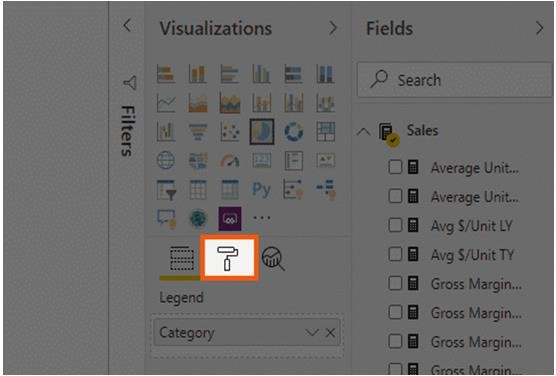 Visualizations
Fields
Filters
Search
Sales
Average Unit...
Average Unit...
Avg $/Unit LY
Avg $/Unit TY
Gross Margin...
Gross Margin...
Gross Margin...
Gross Margin...
Py
Legend
Category